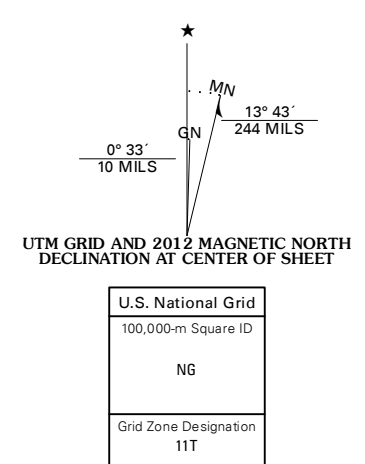 ★
MN
GN
13° 43´
244 MILS
0° 33´
10 MILS
UTM GRID AND 2012 MAGNETIC NORTH
DECLINATION AT CENTER OF SHEET
U.S. National Grid
100,000-m Square ID
NG
Grid Zone Designation
11T